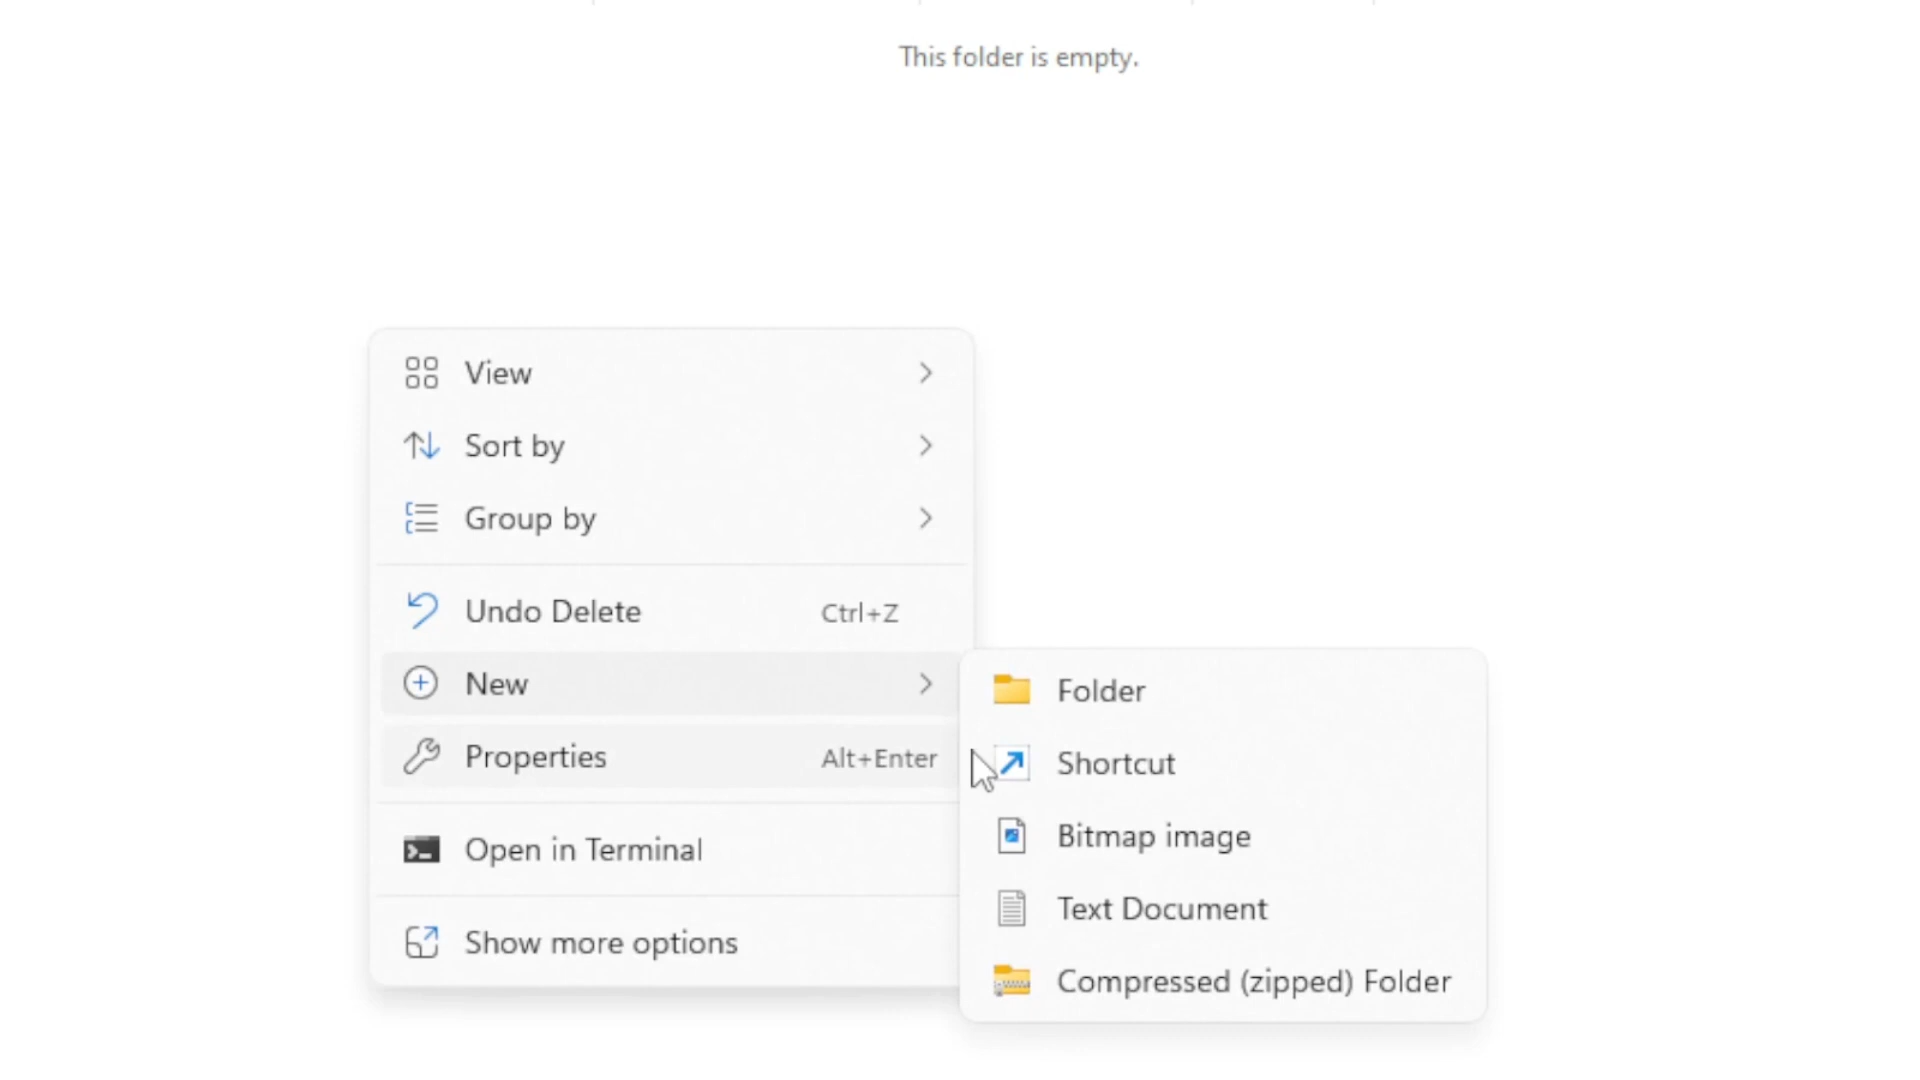 This folder is empty.
View
Sort by
Group by
Undo Delete Ctrl+Z
New
Properties Alt+Enter
Open in Terminal
Show more options
Folder
Shortcut
Bitmap image
Text Document
Compressed (zipped) Folder